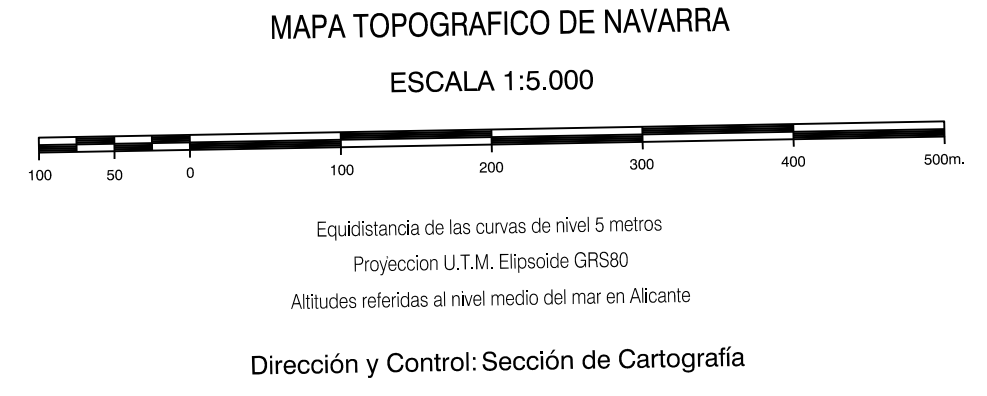 MAPA TOPOGRAFICO DE NAVARRA
ESCALA 1:5.000
100 50 0 100 200 300 400 500m.
Equidistancia de las curvas de nivel 5 metros
Proyeccion U.T.M. Elipsoide GRS80
Altitudes referidas al nivel medio del mar en Alicante
Dirección y Control: Sección de Cartografía